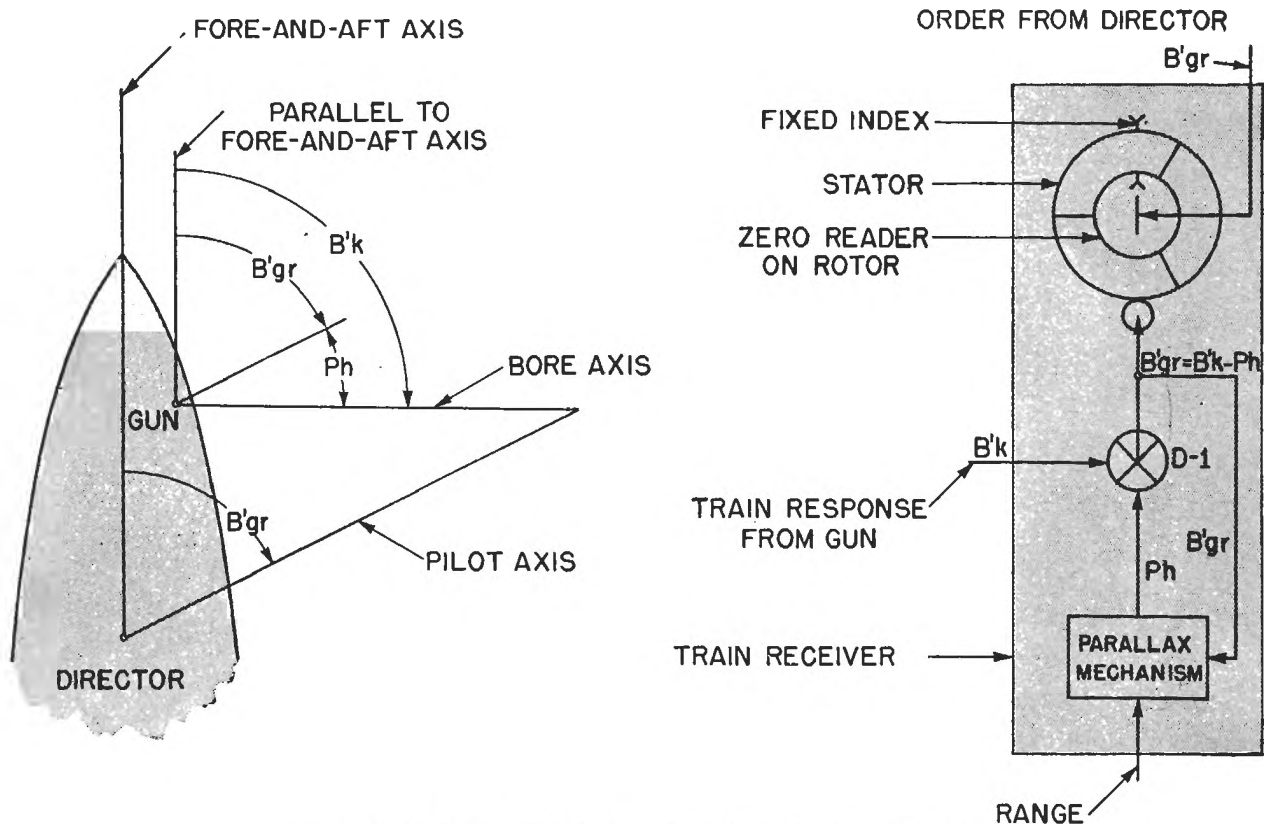 FORE-AND-AFT AXIS
PARALLEL TO
FORE-AND-AFT AXIS
B'k
B'gr
Ph
BORE AXIS
GUN
B'gr
PILOT AXIS
DIRECTOR
ORDER FROM DIRECTOR
B'gr
FIXED INDEX
STATOR
ZERO READER
ON ROTOR
B'gr=B'k-Ph
B'k
D-1
TRAIN RESPONSE
FROM GUN
B'gr
Ph
TRAIN RECEIVER
PARALLAX
MECHANISM
RANGE